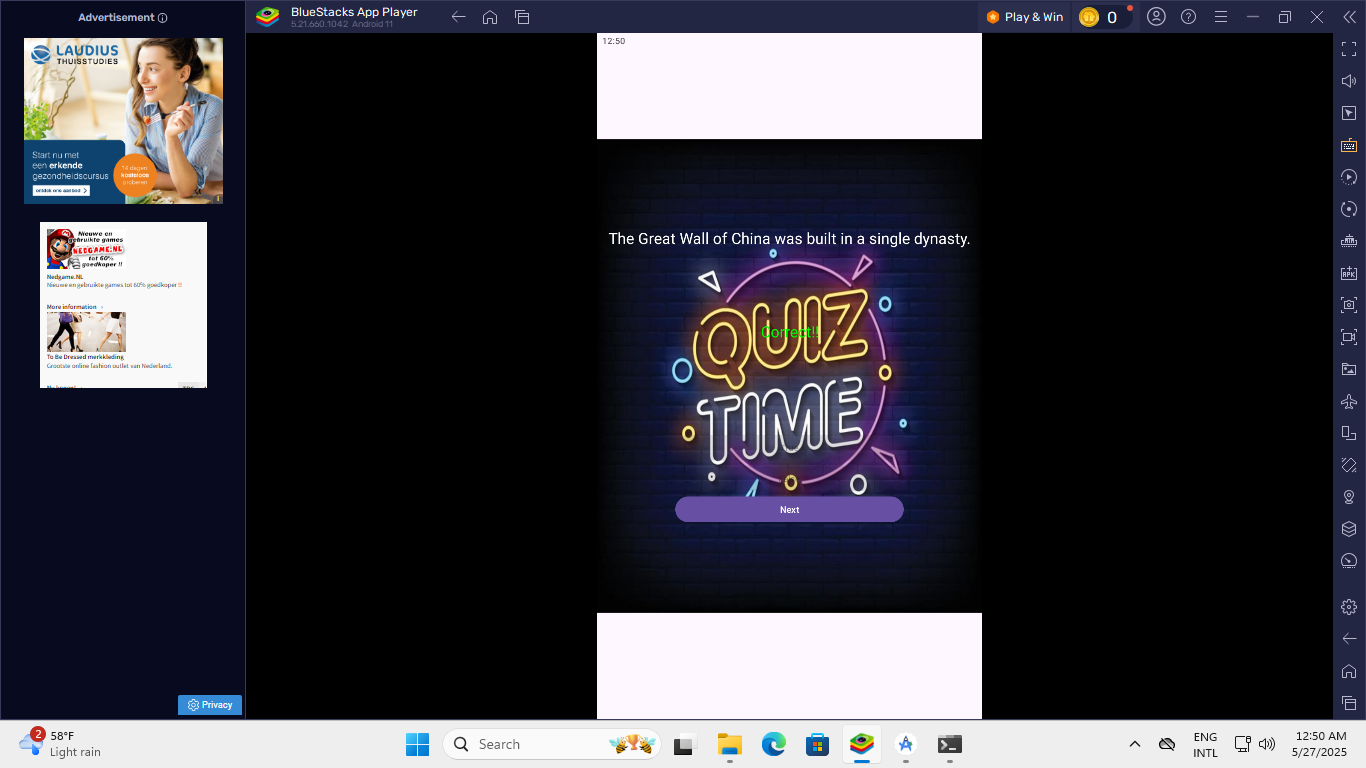 Advertisement
LAUDIUS
THUISSTUDIES
Start nu met
een erkende
gezondheidscursus
ontdek ons aanbod
14 dagen
kosteloos
proberen
Nieuwe en
gebruikte games
NEDGAME.NL
tot 60%
goedkoper !!
Nedgame.NL
Nieuwe en gebruikte games tot 60% goedkoper!!
More information
To Be Dressed merkkleding
Grootste online fashion outlet van Nederland.
Privacy
BlueStacks App Player
5.21.660.1042 Android 11
Play & Win
0
12:50
The Great Wall of China was built in a single dynasty.
QUIZ
Correct!!
TIME
Next
APK
2
58°F
Light rain
Search
ENG
INTL
12:50 AM
5/27/2025